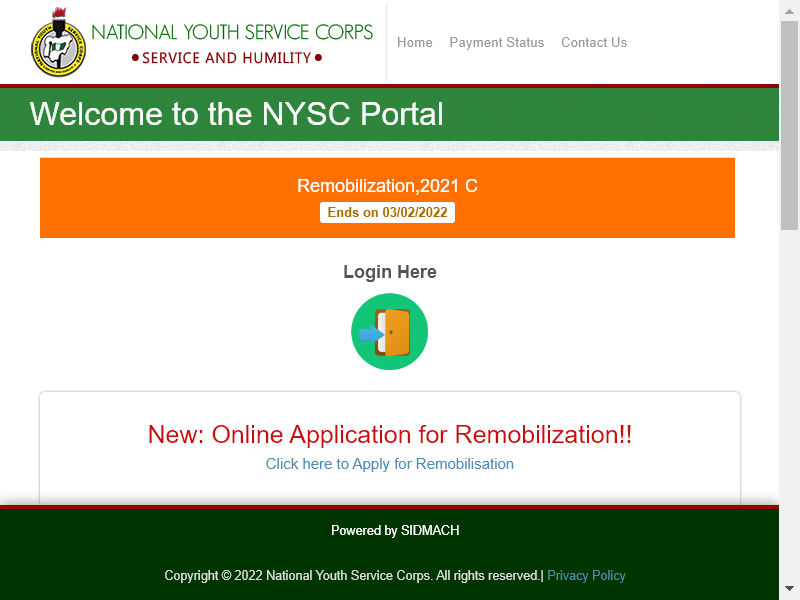 NATIONAL YOUTH SERVICE CORPS
•SERVICE AND HUMILITY•
Home Payment Status Contact Us
Welcome to the NYSC Portal
Remobilization,2021 C
Ends on 03/02/2022
Login Here
New: Online Application for Remobilization!!
Click here to Apply for Remobilisation
Powered by SIDMACH
Copyright © 2022 National Youth Service Corps. All rights reserved.| Privacy Policy